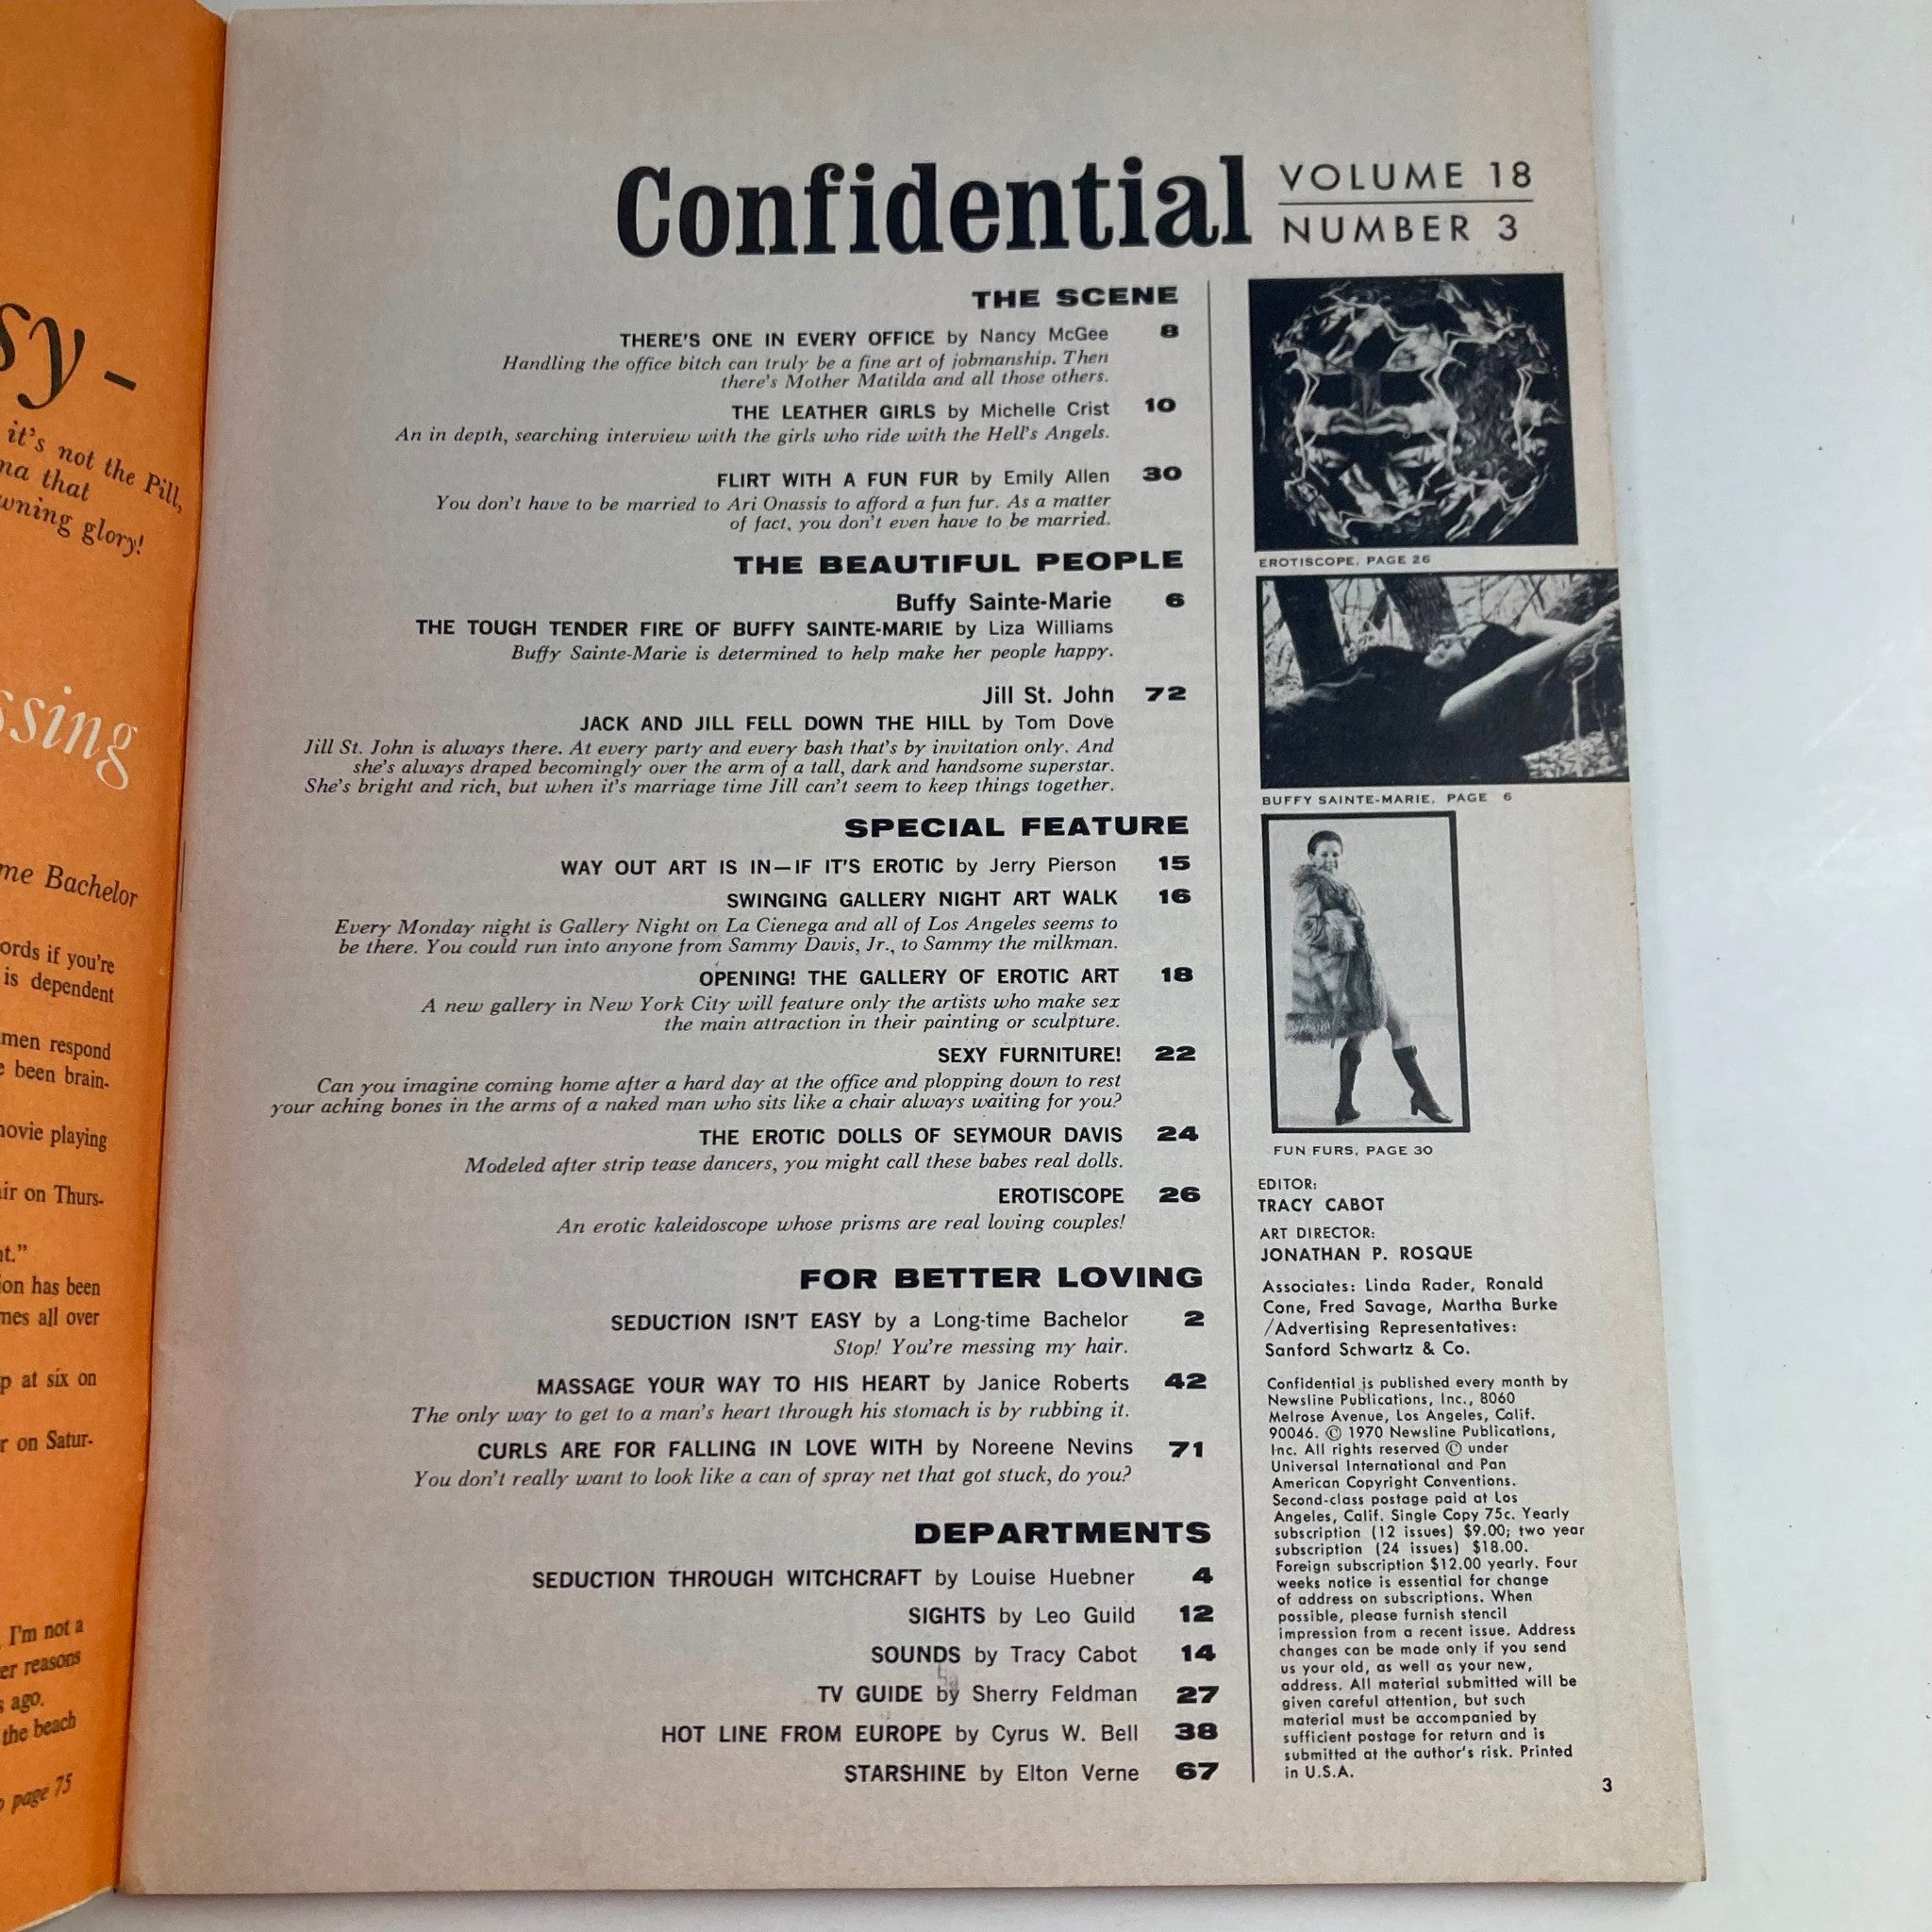 sy-
it's not the Pill,
that
glory!
ssing
me Bachelor
ords if you're
is dependent
men respond
been brain-
movie playing
on Thurs-
has been
all over
at six on
on Satur-
I'm not a
reasons
ago.
the beach
page 75
Confidential
VOLUME 18
NUMBER 3
THE SCENE
THERE'S ONE IN EVERY OFFICE by Nancy McGee 8
Handling the office bitch can truly be a fine art of jobmanship. Then
there's Mother Matilda and all those others.
THE LEATHER GIRLS by Michelle Crist 10
An in depth, searching interview with the girls who ride with the Hell's Angels.
FLIRT WITH A FUN FUR by Emily Allen 30
You don't have to be married to Ari Onassis to afford a fun fur. As a matter
of fact, you don't even have to be married.
THE BEAUTIFUL PEOPLE
Buffy Sainte-Marie 6
THE TOUGH TENDER FIRE OF BUFFY SAINTE-MARIE by Liza Williams
Buffy Sainte-Marie is determined to help make her people happy.
Jill St. John 72
JACK AND JILL FELL DOWN THE HILL by Tom Dove
Jill St. John is always there. At every party and every bash that's by invitation only. And
she's always draped becomingly over the arm of a tall, dark and handsome superstar.
She's bright and rich, but when it's marriage time Jill can't seem to keep things together.
SPECIAL FEATURE
WAY OUT ART IS IN—IF IT'S EROTIC by Jerry Pierson 15
SWINGING GALLERY NIGHT ART WALK 16
Every Monday night is Gallery Night on La Cienega and all of Los Angeles seems to
be there. You could run into anyone from Sammy Davis, Jr., to Sammy the milkman.
OPENING! THE GALLERY OF EROTIC ART 18
A new gallery in New York City will feature only the artists who make sex
the main attraction in their painting or sculpture.
SEXY FURNITURE! 22
Can you imagine coming home after a hard day at the office and plopping down to rest
your aching bones in the arms of a naked man who sits like a chair always waiting for you?
THE EROTIC DOLLS OF SEYMOUR DAVIS 24
Modeled after strip tease dancers, you might call these babes real dolls.
EROTISCOPE 26
An erotic kaleidoscope whose prisms are real loving couples!
FOR BETTER LOVING
SEDUCTION ISN'T EASY by a Long-time Bachelor 2
Stop! You're messing my hair.
MASSAGE YOUR WAY TO HIS HEART by Janice Roberts 42
The only way to get to a man's heart through his stomach is by rubbing it.
CURLS ARE FOR FALLING IN LOVE WITH by Noreene Nevins 71
You don't really want to look like a can of spray net that got stuck, do you?
DEPARTMENTS
SEDUCTION THROUGH WITCHCRAFT by Louise Huebner 4
SIGHTS by Leo Guild 12
SOUNDS by Tracy Cabot 14
TV GUIDE by Sherry Feldman 27
HOT LINE FROM EUROPE by Cyrus W. Bell 38
STARSHINE by Elton Verne 67
EROTISCOPE, PAGE 26
BUFFY SAINTE-MARIE, PAGE 6
FUN FURS, PAGE 30
EDITOR:
TRACY CABOT
ART DIRECTOR:
JONATHAN P. ROSQUE
Associates: Linda Rader, Ronald
Cone, Fred Savage, Martha Burke
/Advertising Representatives:
Sanford Schwartz & Co.
Confidential is published every month by
Newsline Publications, Inc., 8060
Melrose Avenue, Los Angeles, Calif.
90046. © 1970 Newsline Publications,
Inc. All rights reserved © under
Universal International and Pan
American Copyright Conventions.
Second-class postage paid at Los
Angeles, Calif. Single Copy 75c. Yearly
subscription (12 issues) $9.00; two year
subscription (24 issues) $18.00.
Foreign subscription $12.00 yearly. Four
weeks notice is essential for change
of address on subscriptions. When
possible, please furnish stencil
impression from a recent issue. Address
changes can be made only if you send
us your old, as well as your new,
address. All material submitted will be
given careful attention, but such
material must be accompanied by
sufficient postage for return and is
submitted at the author's risk. Printed
in U.S.A.
3